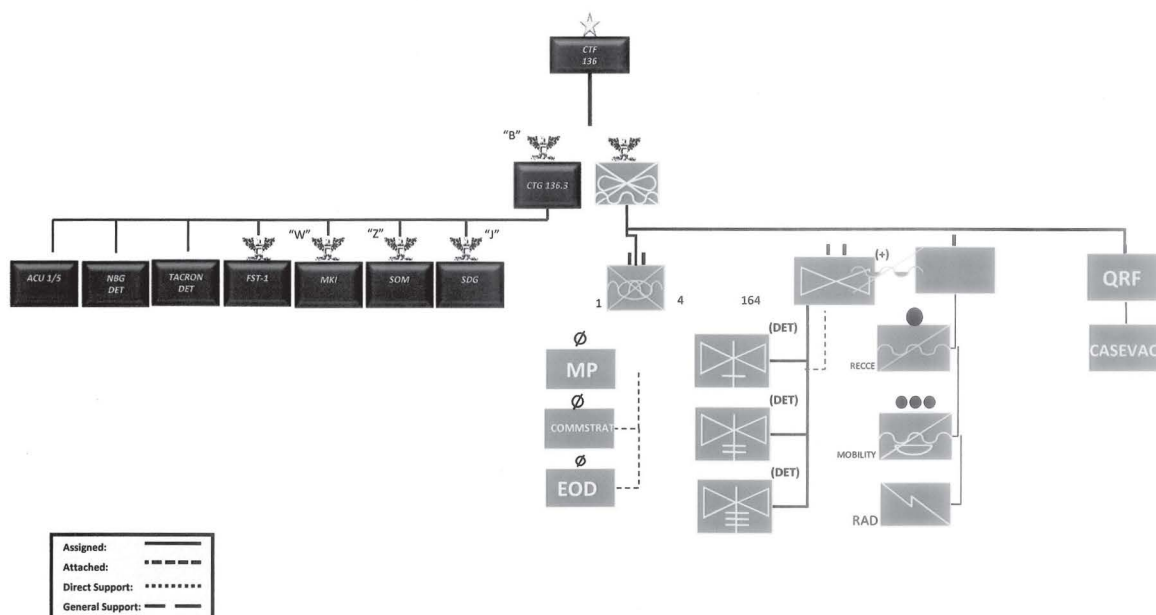 CTF
136
"B"
CTG 136.3
"W"
"Z"
"J"
ACU 1/5
NBG
DET
TACRON
DET
FST-1
MKI
SOM
SDG
(+)
QRF
1
4
164
(DET)
CASEVAC
RECCE
Ø
MP
(DET)
Ø
COMMSTRAT
MOBILITY
Ø
EOD
(DET)
RAD
Assigned:
Attached:
Direct Support:
General Support: